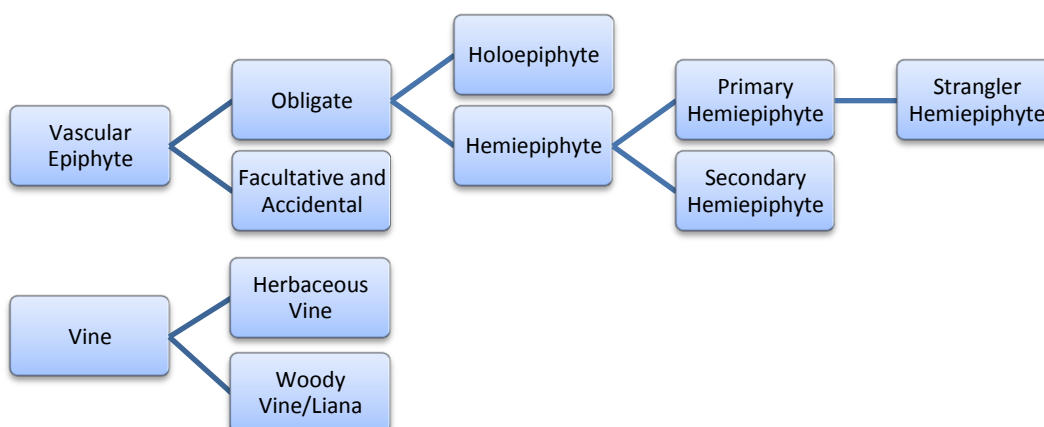 Vascular
Epiphyte
Obligate
Facultative and
Accidental
Holoepiphyte
Hemiepiphyte
Primary
Hemiepiphyte
Secondary
Hemiepiphyte
Strangler
Hemiepiphyte
Vine
Herbaceous
Vine
Woody
Vine/Liana